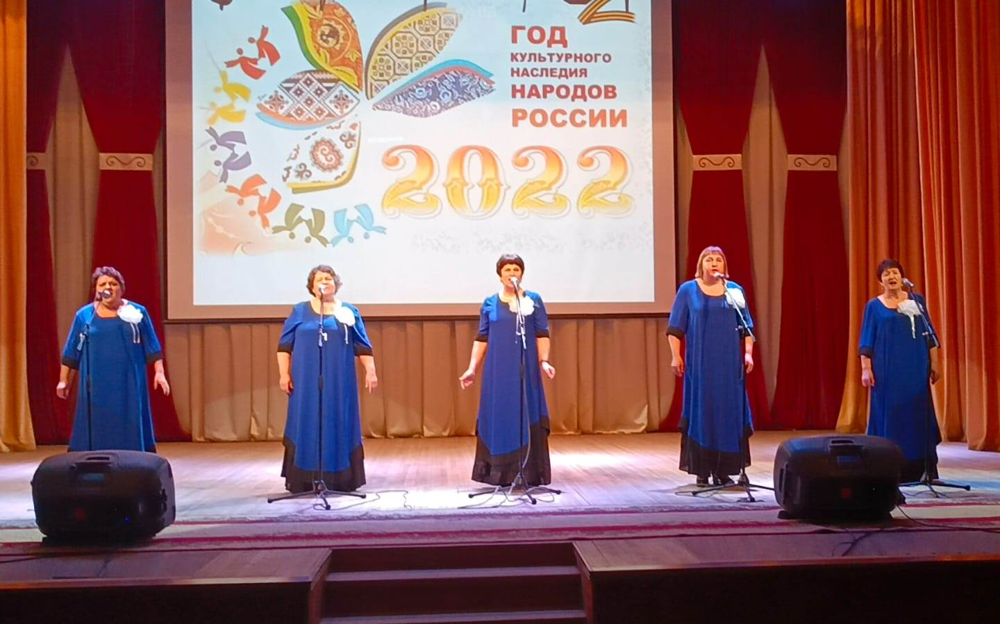 ГОД
КУЛЬТУРНОГО
НАСЛЕДИЯ
НАРОДОВ
РОССИИ
2022